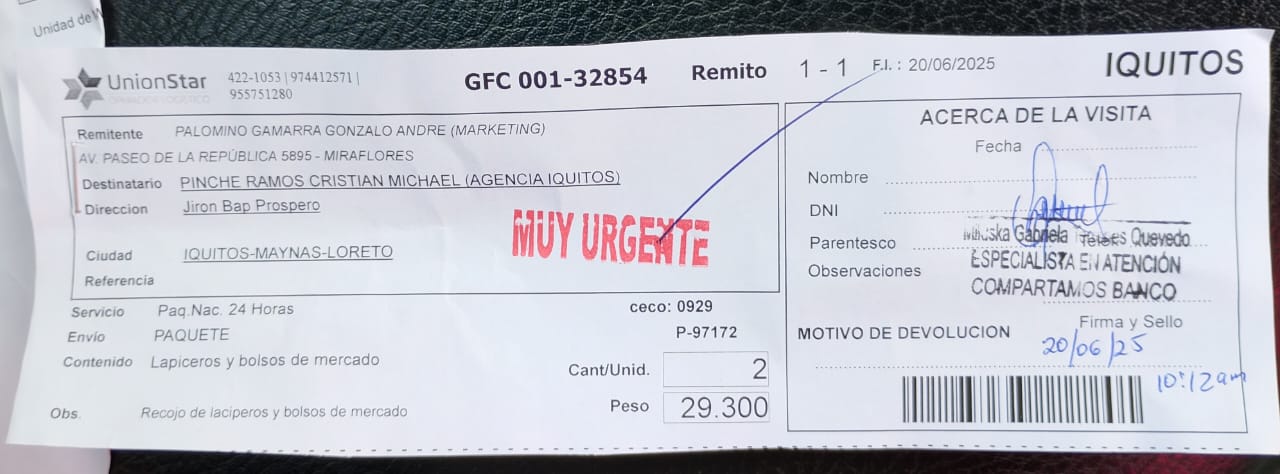 Unidad de
UnionStar
OPERADOR LOGÍSTICO
422-1053 | 974412571 |
955751280
GFC 001-32854
Remito 1 - 1
F.I. : 20/06/2025
IQUITOS
Remitente PALOMINO GAMARRA GONZALO ANDRE (MARKETING)
AV. PASEO DE LA REPÚBLICA 5895 - MIRAFLORES
Destinatario PINCHE RAMOS CRISTIAN MICHAEL (AGENCIA IQUITOS)
Direccion Jiron Bap Prospero
MUY URGENTE
Ciudad IQUITOS-MAYNAS-LORETO
Referencia
Servicio Paq.Nac. 24 Horas
ceco: 0929
Envío PAQUETE
P-97172
Contenido Lapiceros y bolsos de mercado
Cant/Unid. 2
Peso 29.300
Obs. Recojo de laciperos y bolsos de mercado
ACERCA DE LA VISITA
Fecha
Nombre
DNI
Parentesco
Gabriela Quevedo
Observaciones
ESPECIALISTA EN ATENCIÓN
COMPARTAMOS BANCO
Firma y Sello
MOTIVO DE DEVOLUCION
20/06/25
10:12am